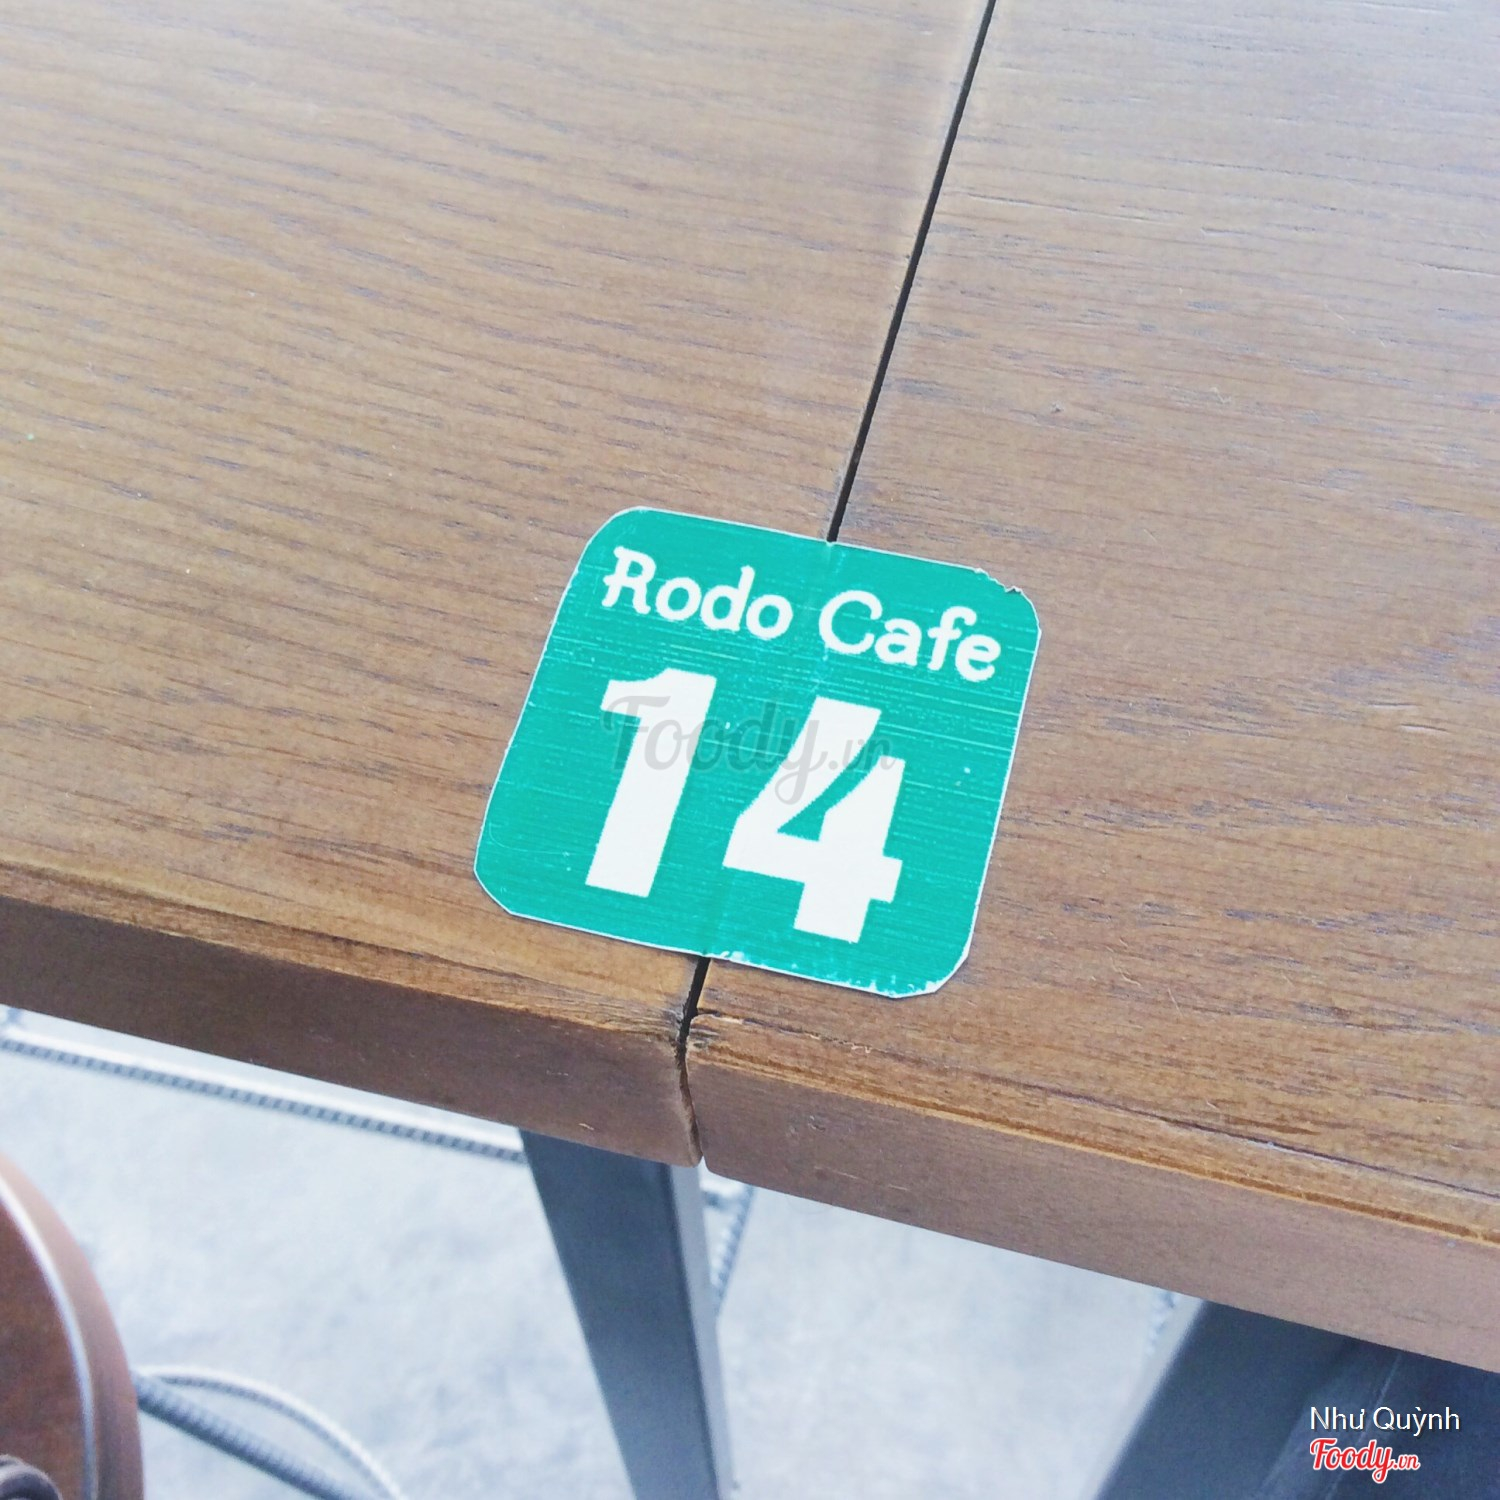 Rodo Cafe
14
Foody.vn
Như Quỳnh
Foody.vn